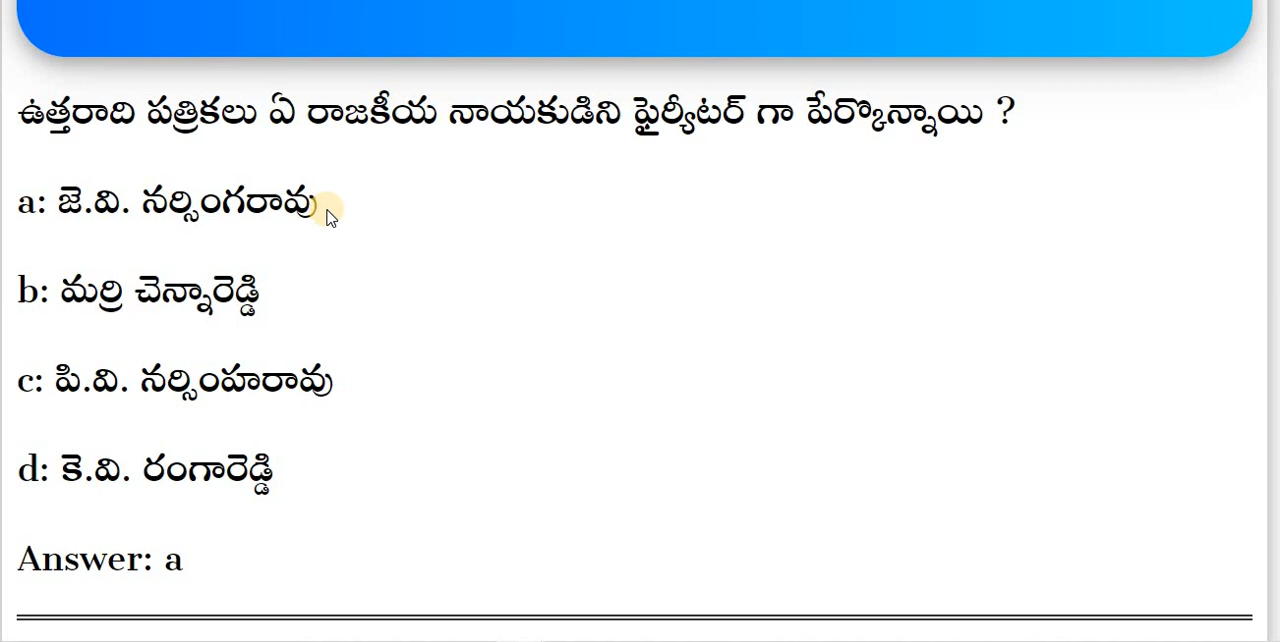 ఉత్తరాది పత్రికలు ఏ రాజకీయ నాయకుడిని ఫైర్యీటర్ గా పేర్కొన్నాయి ?
a: జె.వి. నర్సింగరావు
b: మర్రి చెన్నారెడ్డి
c: పి.వి. నర్సింహరావు
d: కె.వి. రంగారెడ్డి
Answer: a